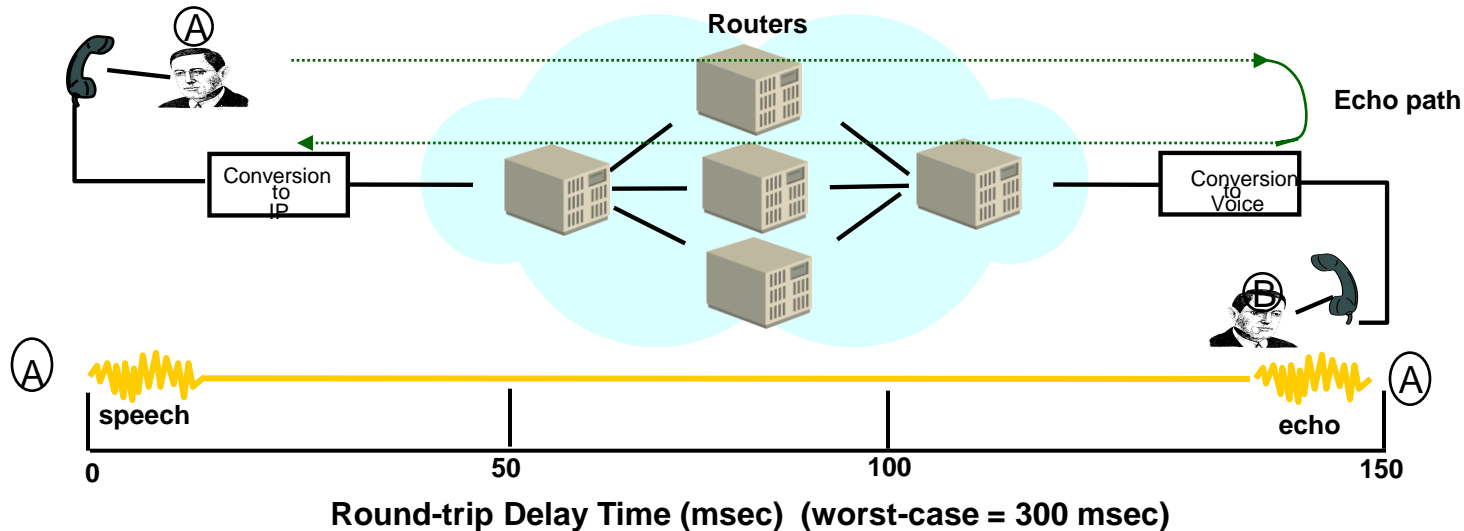 A
Routers
Echo path
Conversion
to
IP
Conversion
to
Voice
B
A
A
speech
echo
0
50
100
150
Round-trip Delay Time (msec) (worst-case = 300 msec)